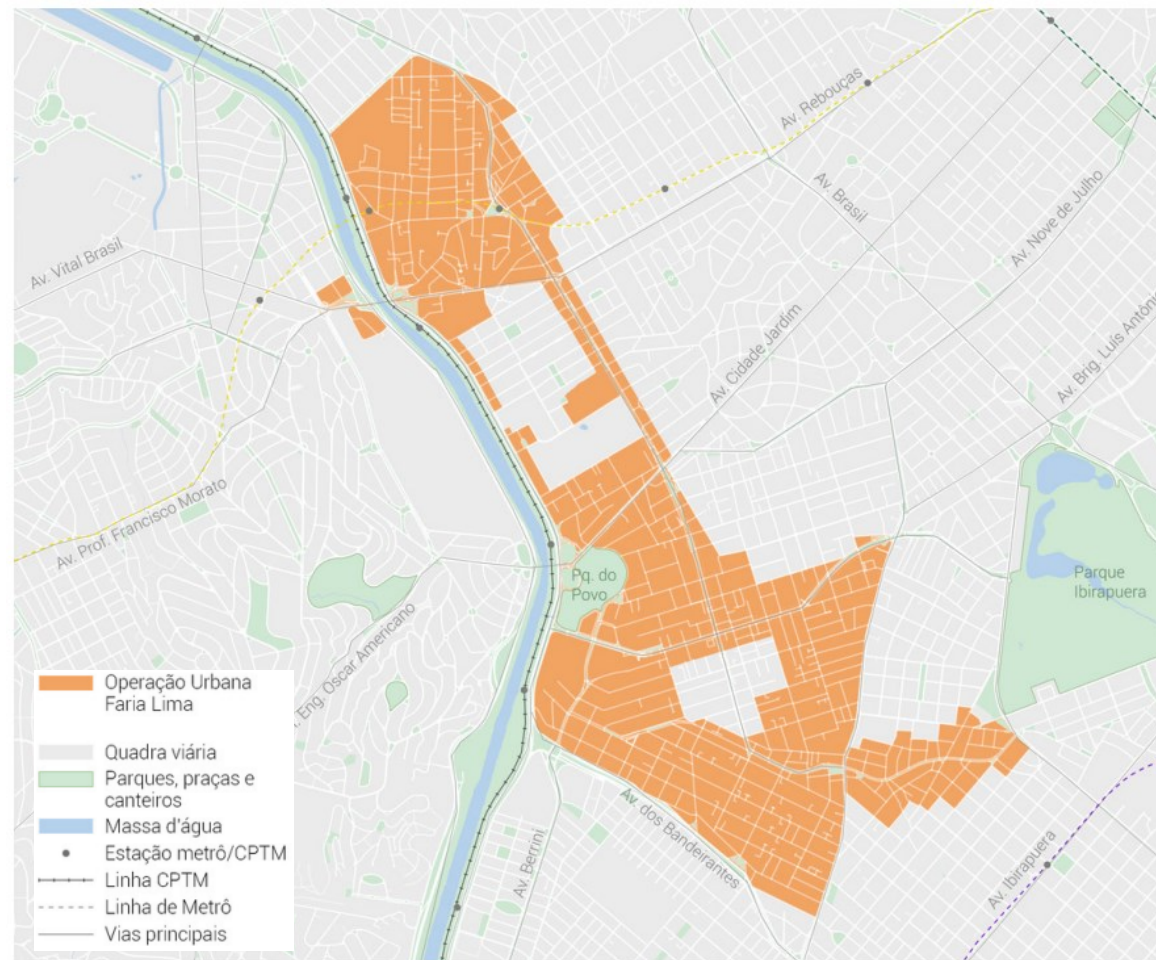 Av. Rebouças
Av. Brasil
Av. Nove de Julho
Av. Vital Brasil
Av. Cidade Jardim
Av. Brig. Luís Antôni
Av. Prof. Francisco Morato
Pq. do
Povo
Parque
Ibirapuera
Eng. Oscar Americano
Av. dos Bandeirantes
Av. Berrini
Av. Ibirapuera
Operação Urbana
Faria Lima
Quadra viária
Parques, praças e
canteiros
Massa d'água
Estação metrô/CPTM
Linha CPTM
Linha de Metrô
Vias principais